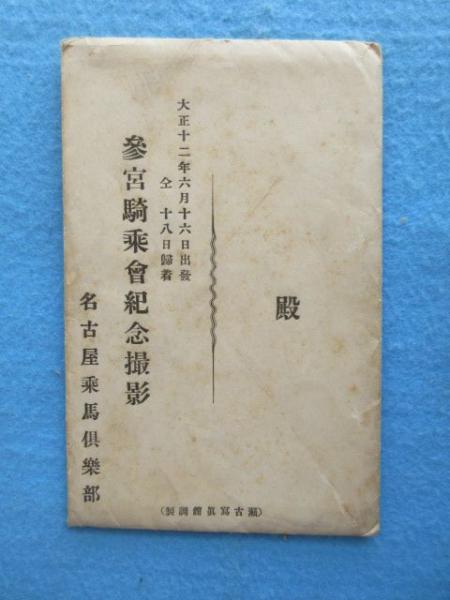 殿
大正十二年六月十六日出發
仝 十八日歸着
參宮騎乘會紀念撮影
名古屋乘馬俱樂部
(瀨古寫眞館調製)